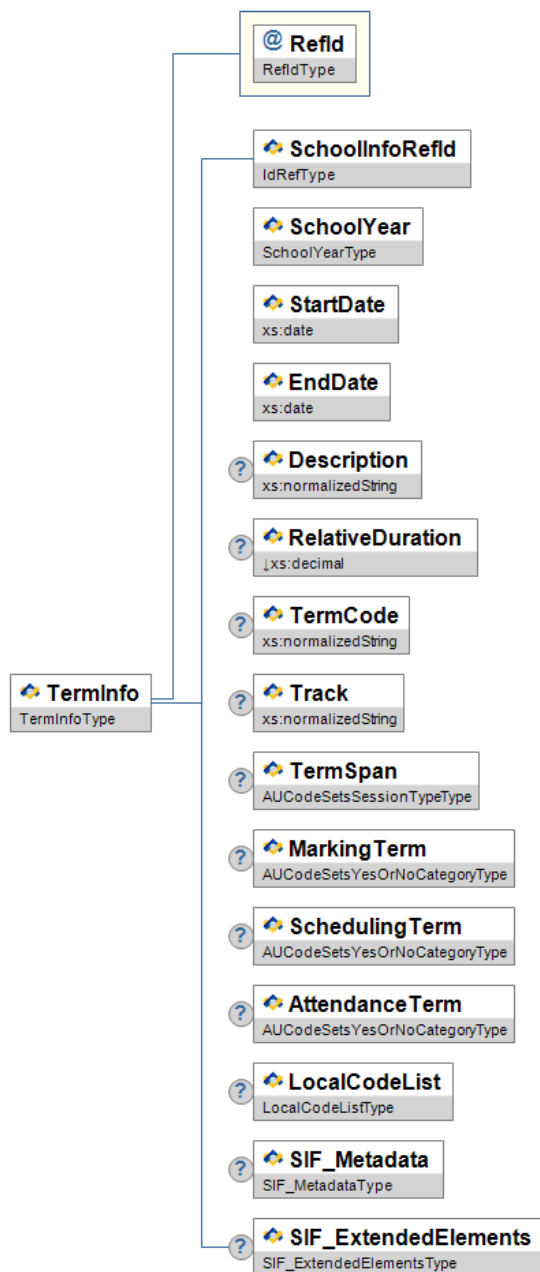 @ RefId
RefIdType
SchoolInfoRefId
IdRefType
SchoolYear
SchoolYearType
StartDate
xs:date
EndDate
xs:date
? Description
xs:normalizedString
? RelativeDuration
↓xs:decimal
? TermCode
xs:normalizedString
TermInfo
TermInfoType
? Track
xs:normalizedString
? TermSpan
AUCodeSetsSessionTypeType
? MarkingTerm
AUCodeSetsYesOrNoCategoryType
? SchedulingTerm
AUCodeSetsYesOrNoCategoryType
? AttendanceTerm
AUCodeSetsYesOrNoCategoryType
? LocalCodeList
LocalCodeListType
? SIF_Metadata
SIF_MetadataType
? SIF_ExtendedElements
SIF_ExtendedElementsType